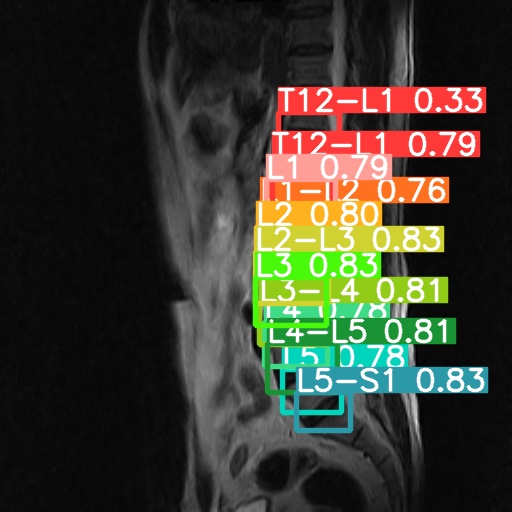 T12-L1 0.33
T12-L1 0.79
L1 0.79
L1-L2 0.76
L2 0.80
L2-L3 0.83
L3 0.83
L3-L4 0.81
L4 0.78
L4-L5 0.81
L5 0.78
L5-S1 0.83